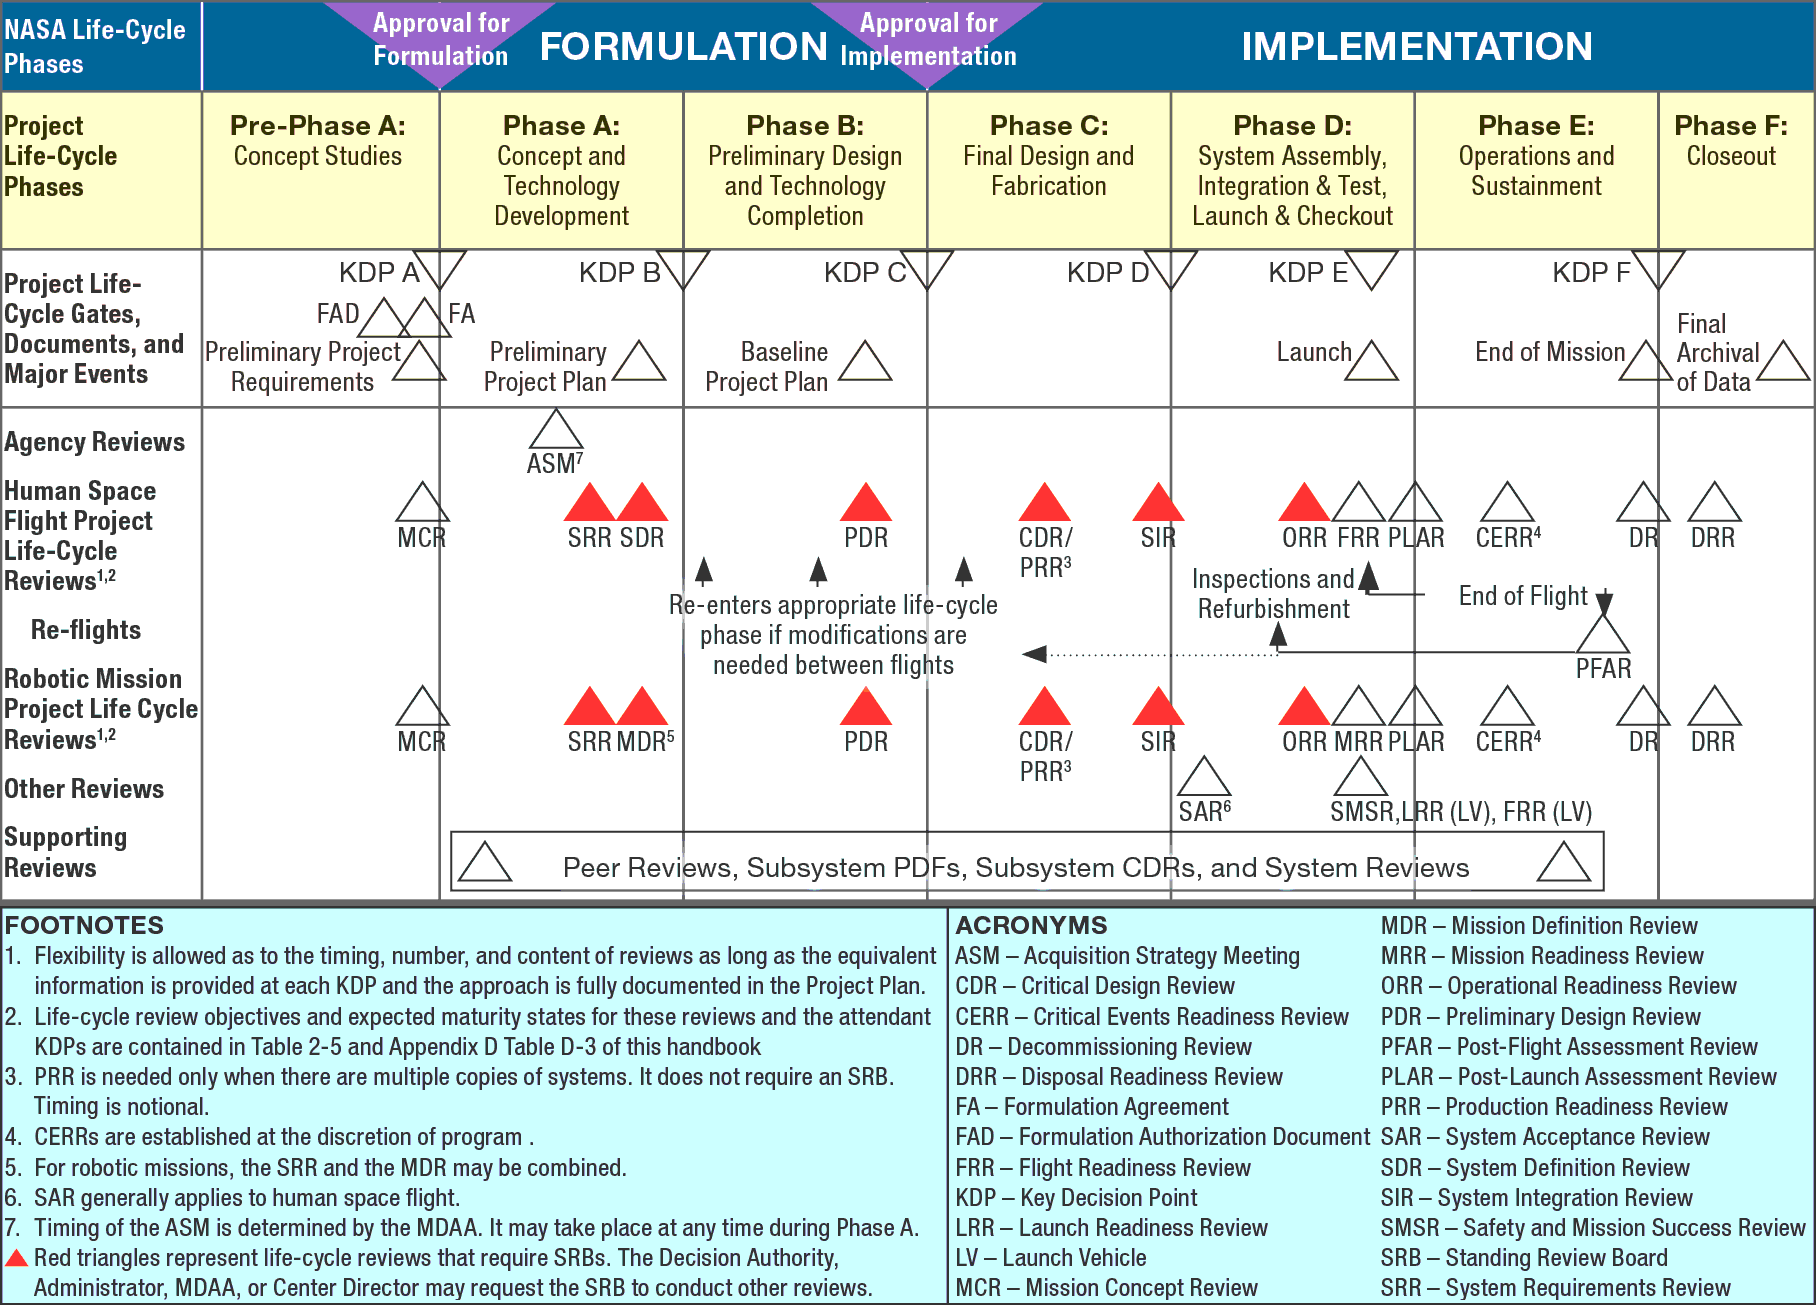 NASA Life-Cycle
Phases
Approval for
Formulation
FORMULATION
Approval for
Implementation
IMPLEMENTATION
Project
Life-Cycle
Phases
Pre-Phase A:
Concept Studies
Phase A:
Concept and
Technology
Development
Phase B:
Preliminary Design
and Technology
Completion
Phase C:
Final Design and
Fabrication
Phase D:
System Assembly,
Integration & Test,
Launch & Checkout
Phase E:
Operations and
Sustainment
Phase F:
Closeout
Project Life-
Cycle Gates,
Documents, and
Major Events
KDP A
KDP B
KDP C
KDP D
KDP E
KDP F
FAD
FA
Preliminary Project
Requirements
Preliminary
Project Plan
Baseline
Project Plan
Launch
End of Mission
Final
Archival
of Data
Agency Reviews
ASM7
Human Space
Flight Project
Life-Cycle
Reviews1,2
MCR
SRR
SDR
PDR
CDR/
PRR3
SIR
ORR
FRR
PLAR
CERR4
DR
DRR
Re-flights
Re-enters appropriate life-cycle
phase if modifications are
needed between flights
Inspections and
Refurbishment
End of Flight
PFAR
Robotic Mission
Project Life Cycle
Reviews1,2
MCR
SRR
MDR5
PDR
CDR/
PRR3
SIR
ORR
MRR
PLAR
CERR4
DR
DRR
Other Reviews
SAR6
SMSR,LRR (LV), FRR (LV)
Supporting
Reviews
Peer Reviews, Subsystem PDFs, Subsystem CDRs, and System Reviews
FOOTNOTES
1. Flexibility is allowed as to the timing, number, and content of reviews as long as the equivalent
information is provided at each KDP and the approach is fully documented in the Project Plan.
2. Life-cycle review objectives and expected maturity states for these reviews and the attendant
KDPs are contained in Table 2-5 and Appendix D Table D-3 of this handbook
3. PRR is needed only when there are multiple copies of systems. It does not require an SRB.
Timing is notional.
4. CERRs are established at the discretion of program .
5. For robotic missions, the SRR and the MDR may be combined.
6. SAR generally applies to human space flight.
7. Timing of the ASM is determined by the MDAA. It may take place at any time during Phase A.
Red triangles represent life-cycle reviews that require SRBs. The Decision Authority,
Administrator, MDAA, or Center Director may request the SRB to conduct other reviews.
ACRONYMS
ASM – Acquisition Strategy Meeting
CDR – Critical Design Review
CERR – Critical Events Readiness Review
DR – Decommissioning Review
DRR – Disposal Readiness Review
FA – Formulation Agreement
FAD – Formulation Authorization Document
FRR – Flight Readiness Review
KDP – Key Decision Point
LRR – Launch Readiness Review
LV – Launch Vehicle
MCR – Mission Concept Review
MDR – Mission Definition Review
MRR – Mission Readiness Review
ORR – Operational Readiness Review
PDR – Preliminary Design Review
PFAR – Post-Flight Assessment Review
PLAR – Post-Launch Assessment Review
PRR – Production Readiness Review
SAR – System Acceptance Review
SDR – System Definition Review
SIR – System Integration Review
SMSR – Safety and Mission Success Review
SRB – Standing Review Board
SRR – System Requirements Review